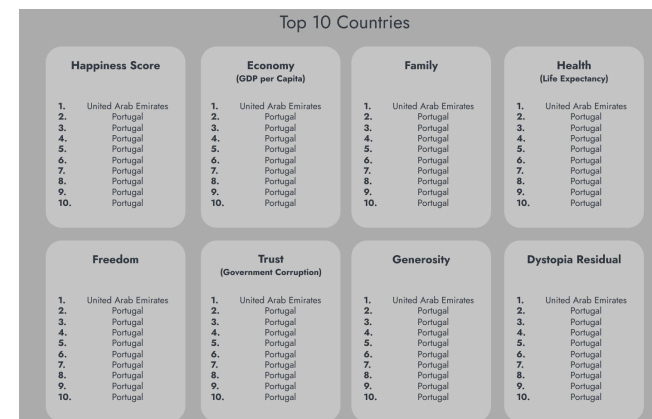 Top 10 Countries
Happiness Score
1. United Arab Emirates
2. Portugal
3. Portugal
4. Portugal
5. Portugal
6. Portugal
7. Portugal
8. Portugal
9. Portugal
10. Portugal
Economy
(GDP per Capita)
1. United Arab Emirates
2. Portugal
3. Portugal
4. Portugal
5. Portugal
6. Portugal
7. Portugal
8. Portugal
9. Portugal
10. Portugal
Family
1. United Arab Emirates
2. Portugal
3. Portugal
4. Portugal
5. Portugal
6. Portugal
7. Portugal
8. Portugal
9. Portugal
10. Portugal
Health
(Life Expectancy)
1. United Arab Emirates
2. Portugal
3. Portugal
4. Portugal
5. Portugal
6. Portugal
7. Portugal
8. Portugal
9. Portugal
10. Portugal
Freedom
1. United Arab Emirates
2. Portugal
3. Portugal
4. Portugal
5. Portugal
6. Portugal
7. Portugal
8. Portugal
9. Portugal
10. Portugal
Trust
(Government Corruption)
1. United Arab Emirates
2. Portugal
3. Portugal
4. Portugal
5. Portugal
6. Portugal
7. Portugal
8. Portugal
9. Portugal
10. Portugal
Generosity
1. United Arab Emirates
2. Portugal
3. Portugal
4. Portugal
5. Portugal
6. Portugal
7. Portugal
8. Portugal
9. Portugal
10. Portugal
Dystopia Residual
1. United Arab Emirates
2. Portugal
3. Portugal
4. Portugal
5. Portugal
6. Portugal
7. Portugal
8. Portugal
9. Portugal
10. Portugal